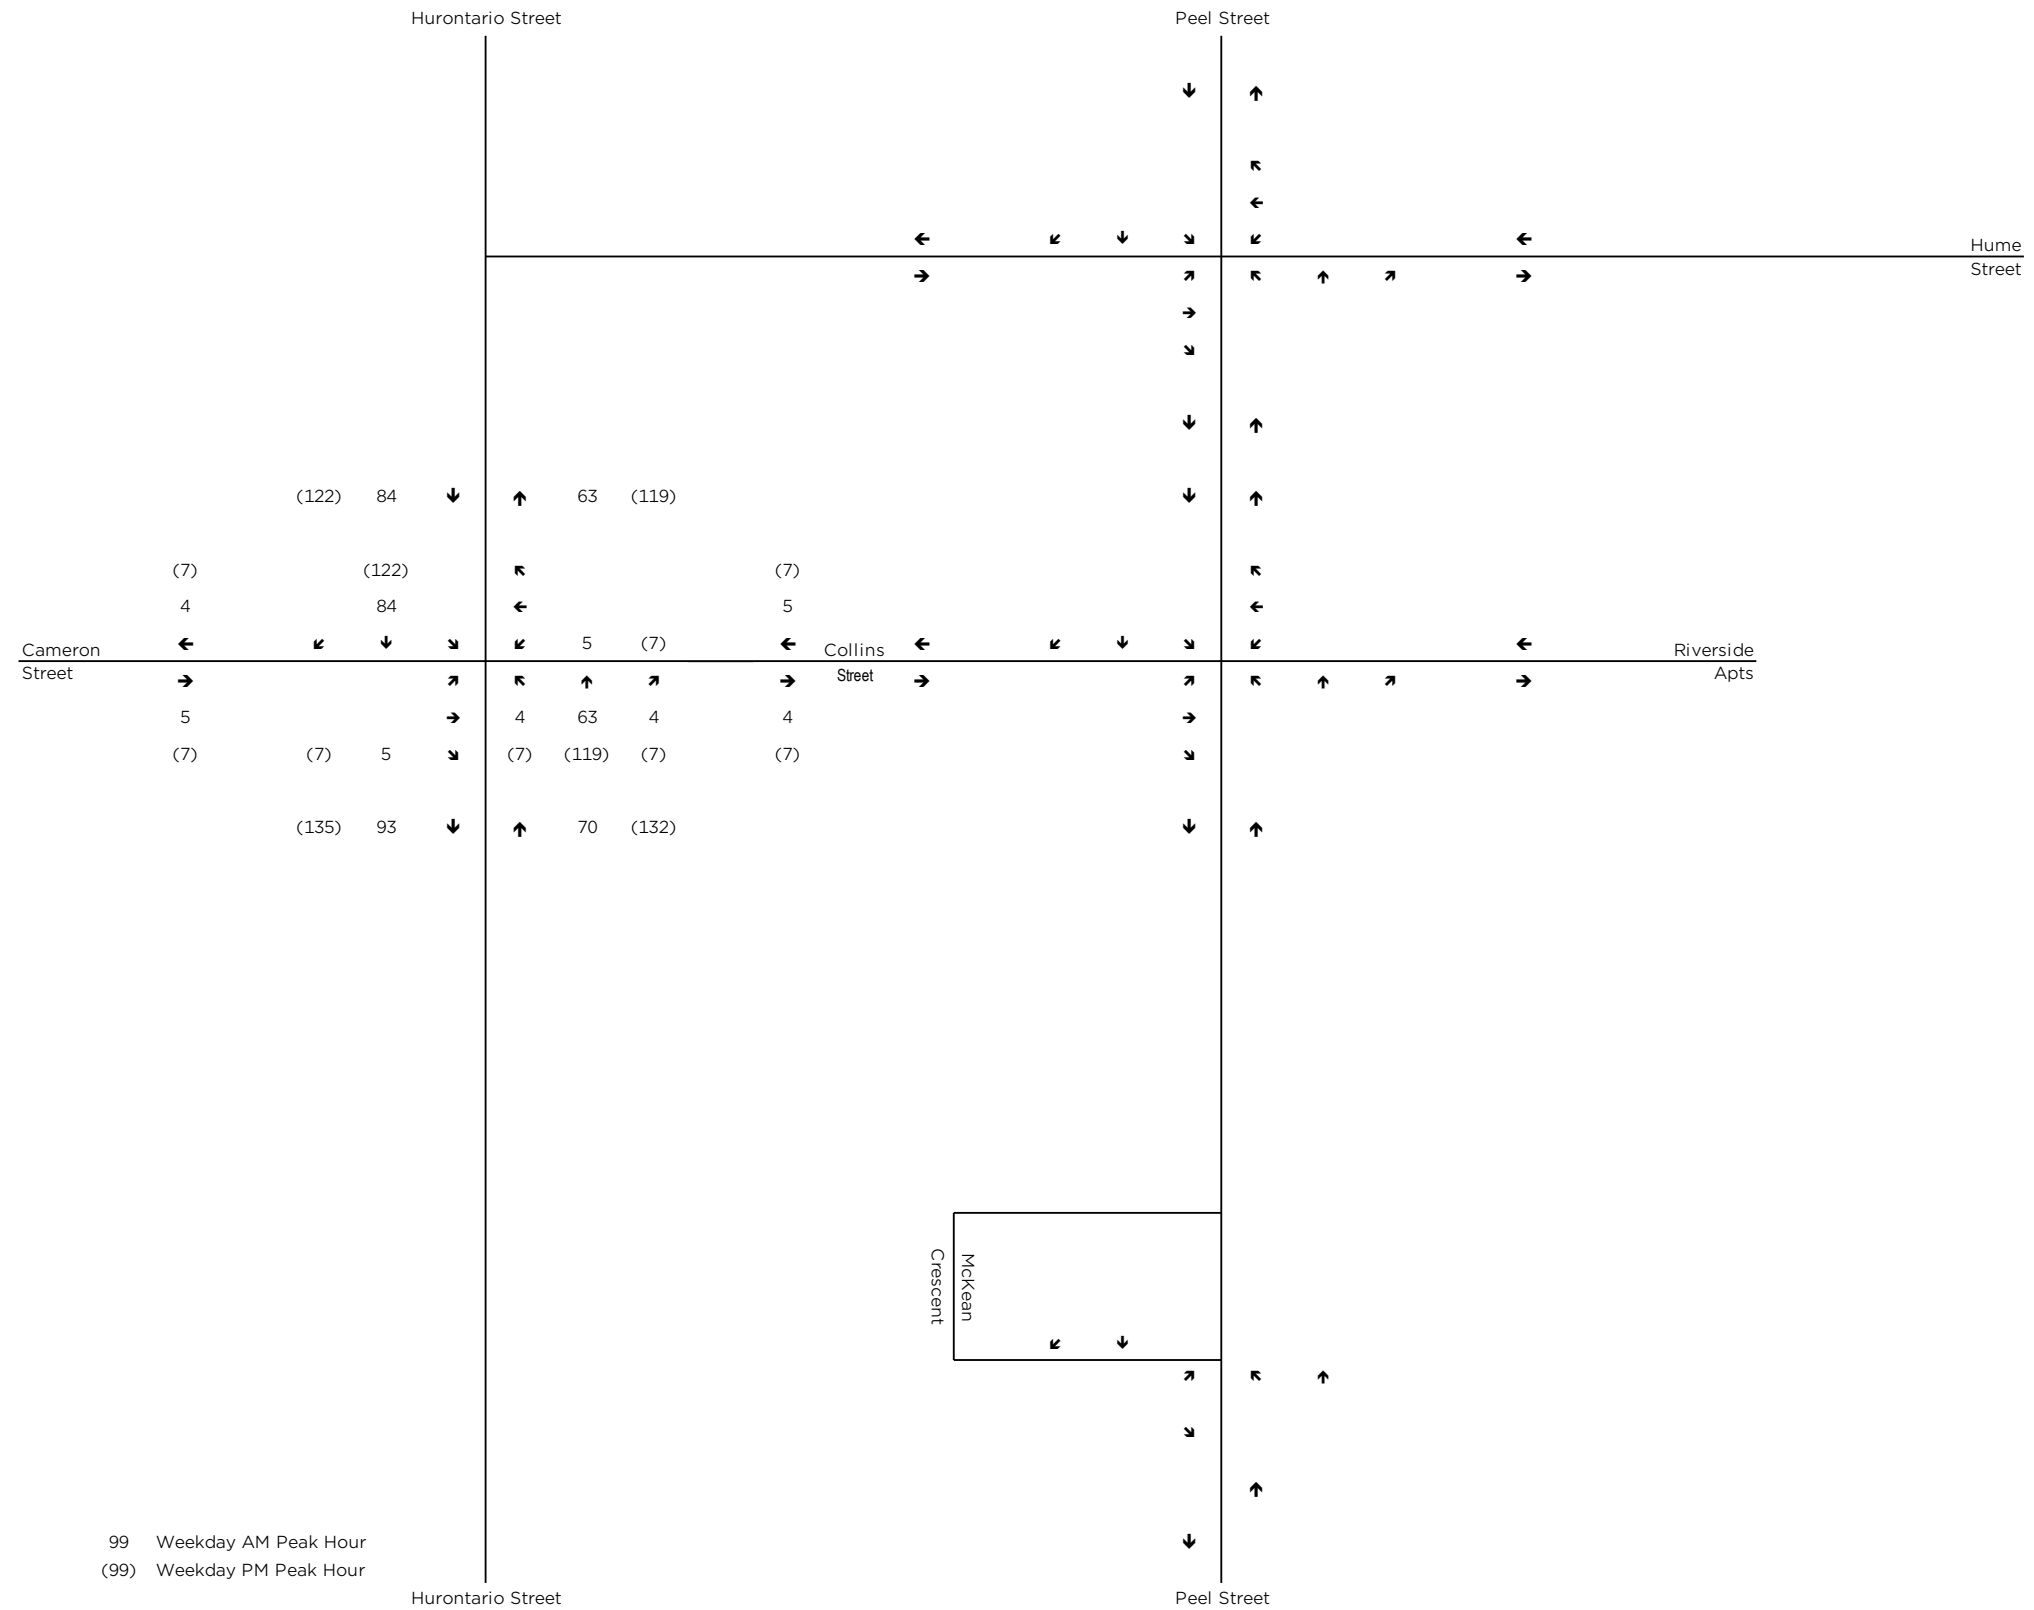 Hurontario Street Peel Street
Hume
Street
(122) 84 63 (119)
(7) (122) (7)
4 84 5
5 (7)
Cameron Collins Riverside
Street Street Apts
5 4 63 4 4
(7) (7) 5 (7) (119) (7) (7)
(135) 93 70 (132)
McKean
Crescent
99 Weekday AM Peak Hour
(99) Weekday PM Peak Hour
Hurontario Street Peel Street